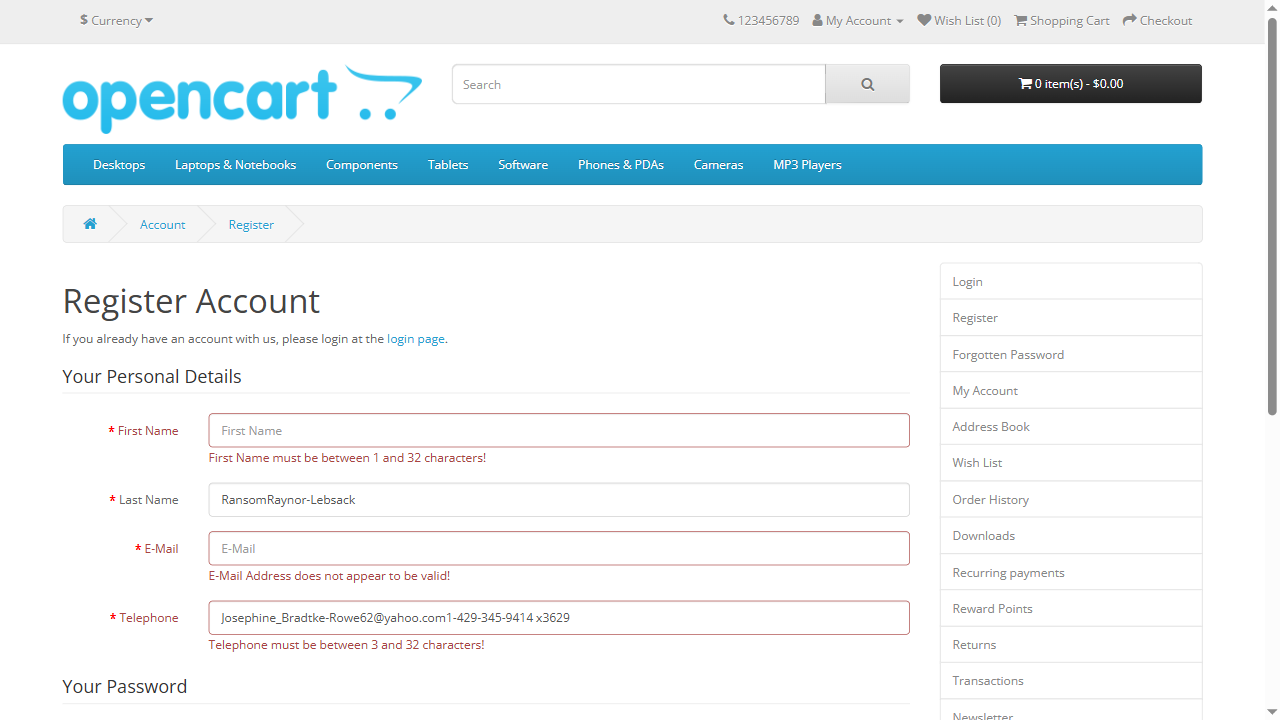 $ Currency
123456789
My Account
Wish List (0)
Shopping Cart
Checkout
opencart
Search
0 item(s) - $0.00
Desktops
Laptops & Notebooks
Components
Tablets
Software
Phones & PDAs
Cameras
MP3 Players
Account
Register
Register Account
If you already have an account with us, please login at the login page.
Your Personal Details
* First Name
First Name
First Name must be between 1 and 32 characters!
* Last Name
RansomRaynor-Lebsack
* E-Mail
E-Mail
E-Mail Address does not appear to be valid!
* Telephone
Josephine_Bradtke-Rowe62@yahoo.com1-429-345-9414 x3629
Telephone must be between 3 and 32 characters!
Your Password
Login
Register
Forgotten Password
My Account
Address Book
Wish List
Order History
Downloads
Recurring payments
Reward Points
Returns
Transactions
Newsletter